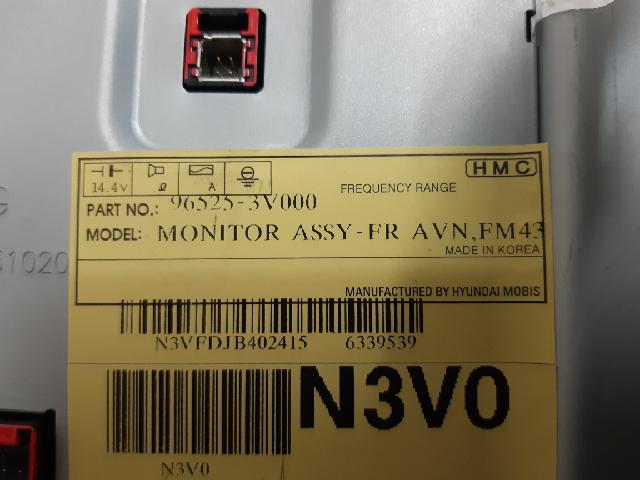 HMC
14.4V Ω A
FREQUENCY RANGE
PART NO.: 96525-3V000
MODEL: MONITOR ASSY-FR AVN,FM43
MADE IN KOREA
MANUFACTURED BY HYUNDAI MOBIS
N3VFDJB402415 6339539
N3V0
N3V0